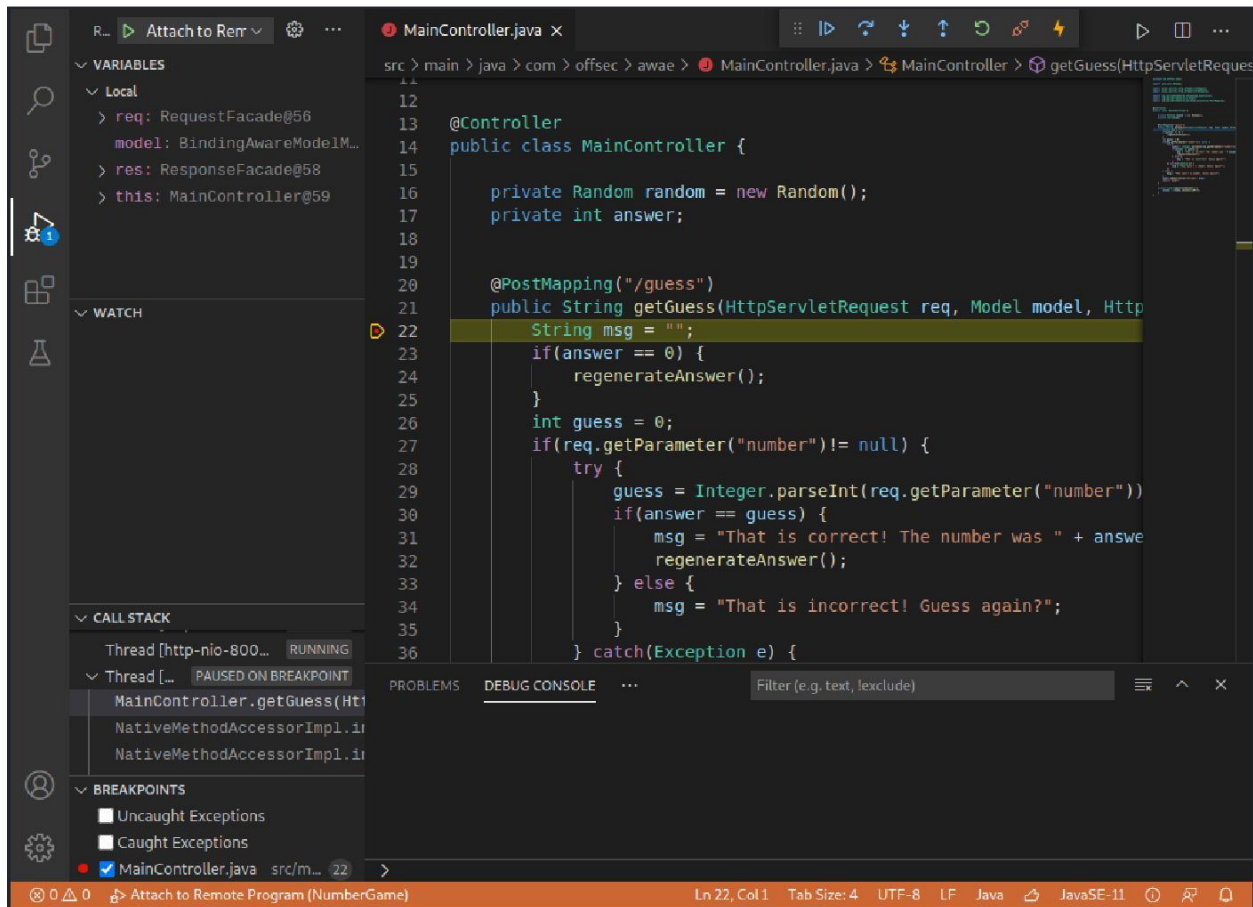 R... Attach to Rem
VARIABLES
Local
req: RequestFacade@56
model: BindingAwareModelM...
res: ResponseFacade@58
this: MainController@59
1
WATCH
CALL STACK
Thread [http-nio-800... RUNNING
Thread [... PAUSED ON BREAKPOINT
MainController.getGuess(Htt
NativeMethodAccessorImpl.in
NativeMethodAccessorImpl.in
BREAKPOINTS
Uncaught Exceptions
Caught Exceptions
MainController.java src/m... 22
J MainController.java ×
...
src > main > java > com > offsec > awae > J MainController.java > MainController > getGuess(HttpServletReques
11
12
13 @Controller
14 public class MainController {
15
16 private Random random = new Random();
17 private int answer;
18
19
20 @PostMapping("/guess")
21 public String getGuess(HttpServletRequest req, Model model, Http
22 String msg = "";
23 if(answer == 0) {
24 regenerateAnswer();
25 }
26 int guess = 0;
27 if(req.getParameter("number")!= null) {
28 try {
29 guess = Integer.parseInt(req.getParameter("number"))
30 if(answer == guess) {
31 msg = "That is correct! The number was " + answe
32 regenerateAnswer();
33 } else {
34 msg = "That is incorrect! Guess again?";
35 }
36 } catch(Exception e) {
PROBLEMS DEBUG CONSOLE ... Filter (e.g. text, !exclude)
>
0 0 Attach to Remote Program (NumberGame) Ln 22, Col 1 Tab Size: 4 UTF-8 LF Java JavaSE-11